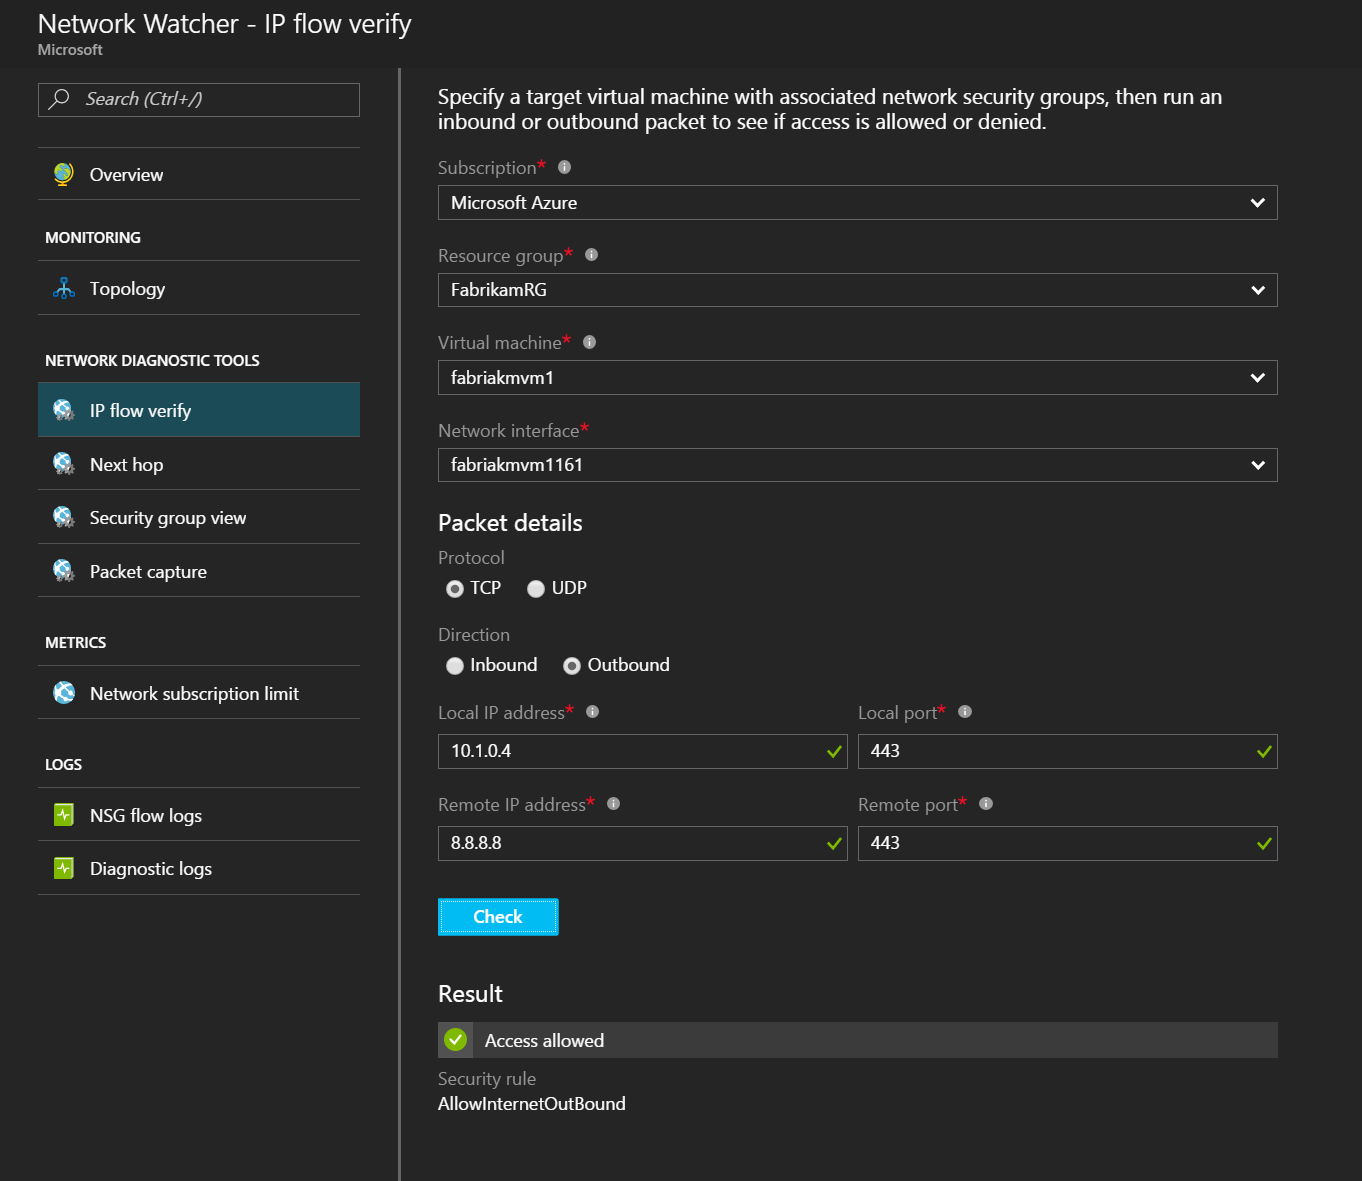 Network Watcher - IP flow verify
Microsoft
Search (Ctrl+/)
Overview
MONITORING
Topology
NETWORK DIAGNOSTIC TOOLS
IP flow verify
Next hop
Security group view
Packet capture
METRICS
Network subscription limit
LOGS
NSG flow logs
Diagnostic logs
Specify a target virtual machine with associated network security groups, then run an
inbound or outbound packet to see if access is allowed or denied.
Subscription*
Microsoft Azure
Resource group*
FabrikamRG
Virtual machine*
fabriakmvm1
Network interface*
fabriakmvm1161
Packet details
Protocol
TCP UDP
Direction
Inbound Outbound
Local IP address* Local port*
10.1.0.4 443
Remote IP address* Remote port*
8.8.8.8 443
Check
Result
Access allowed
Security rule
AllowInternetOutBound